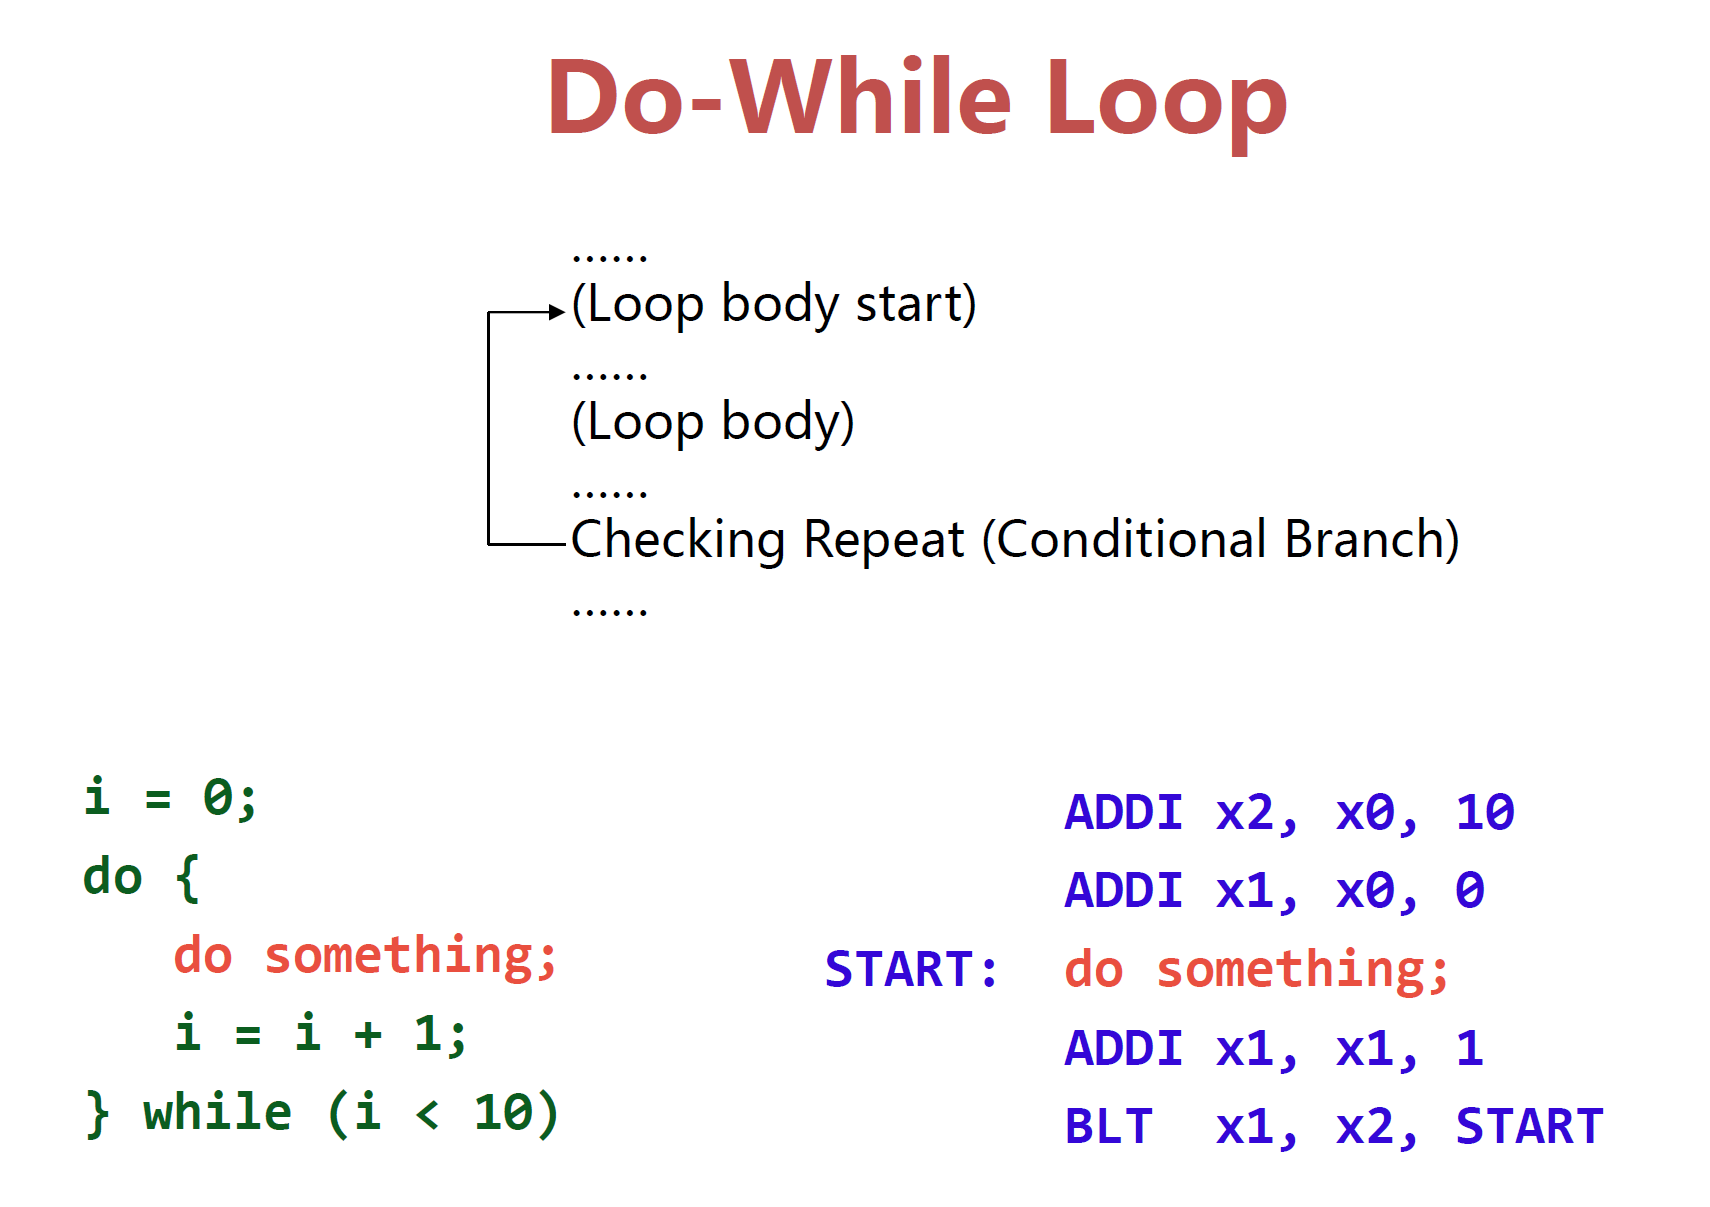 Do-While Loop
......
(Loop body start)
......
(Loop body)
......
Checking Repeat (Conditional Branch)
......
i = 0;
do {
do something;
i = i + 1;
} while (i < 10)
ADDI x2, x0, 10
ADDI x1, x0, 0
START: do something;
ADDI x1, x1, 1
BLT x1, x2, START